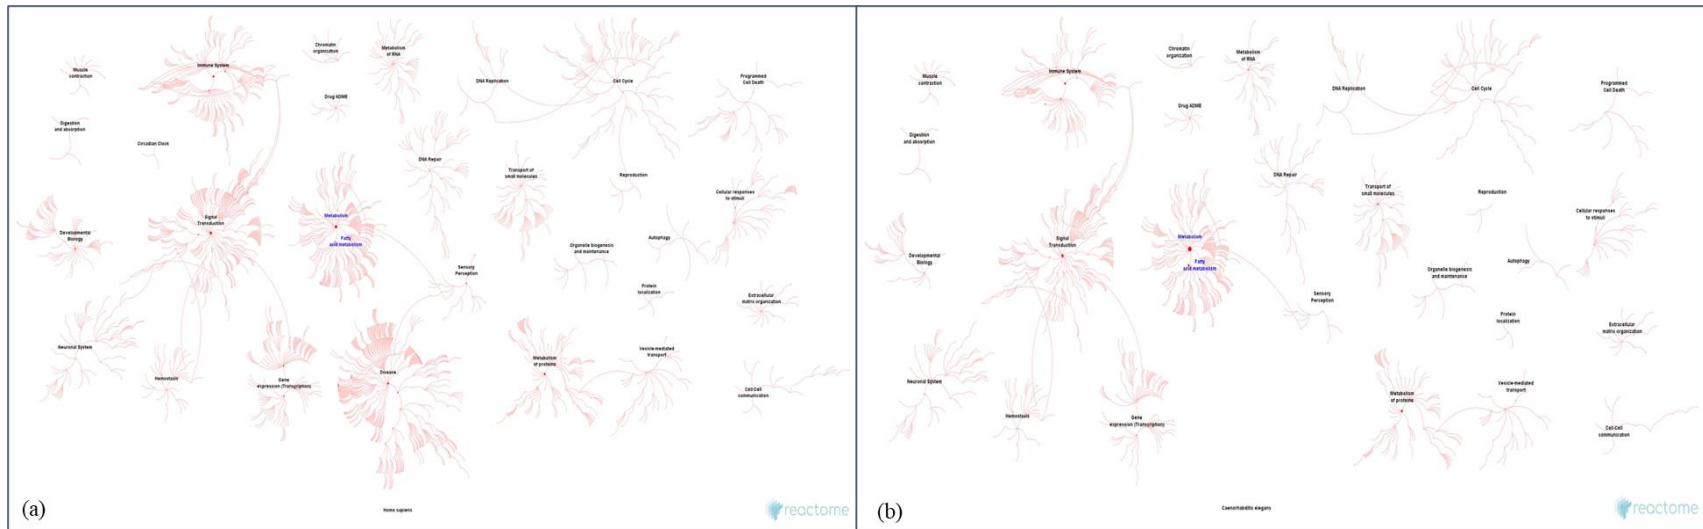 Immune System
Chromatin
organization
Metabolism
of RNA
DNA Replication
Cell Cycle
Programmed
Cell Death
Muscle
contraction
Drug ADME
Digestion
and absorption
Circadian Clock
DNA Repair
Transport of
small molecules
Reproduction
Cellular responses
to stimuli
Signal
Transduction
Metabolism
Fatty
acid metabolism
Developmental
Biology
Organelle biogenesis
and maintenance
Autophagy
Sensory
Perception
Protein
localization
Extracellular
matrix organization
Neuronal System
Hemostasis
Gene
expression (Transcription)
Disease
Metabolism
of proteins
Vesicle-mediated
transport
Cell-Cell
communication
(a)
Homo sapiens
reactome
Immune System
Chromatin
organization
Metabolism
of RNA
DNA Replication
Cell Cycle
Programmed
Cell Death
Muscle
contraction
Drug ADME
Digestion
and absorption
DNA Repair
Transport of
small molecules
Reproduction
Cellular responses
to stimuli
Signal
Transduction
Metabolism
Fatty
acid metabolism
Developmental
Biology
Organelle biogenesis
and maintenance
Autophagy
Sensory
Perception
Protein
localization
Extracellular
matrix organization
Neuronal System
Hemostasis
Gene
expression (Transcription)
Metabolism
of proteins
Vesicle-mediated
transport
Cell-Cell
communication
(b)
Caenorhabditis elegans
reactome